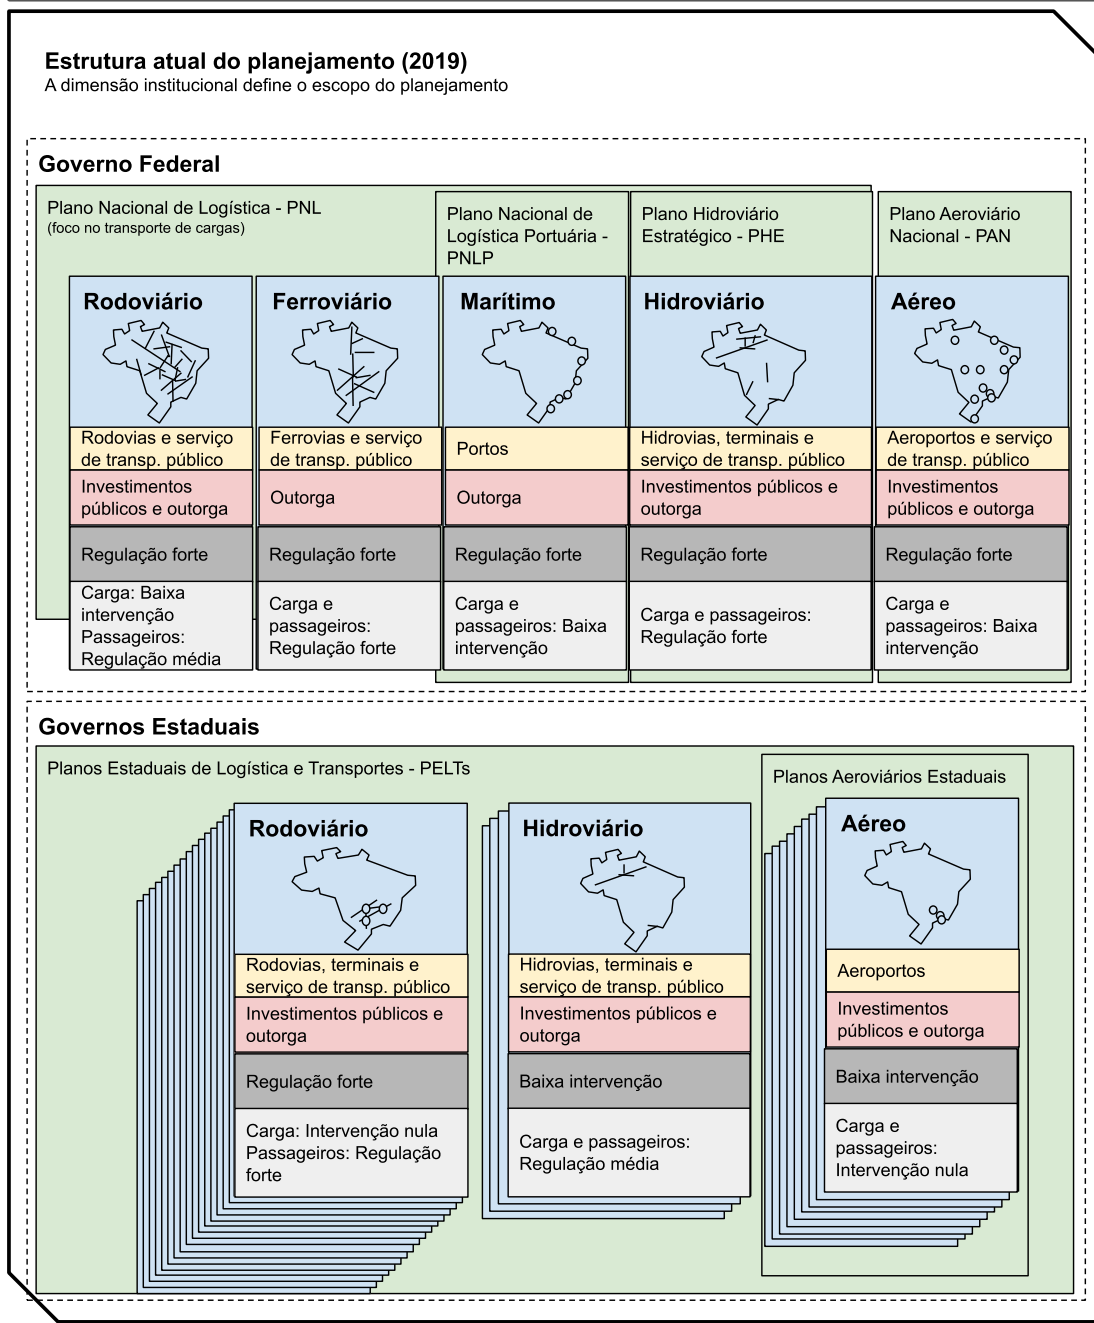 Estrutura atual do planejamento (2019)
A dimensão institucional define o escopo do planejamento
Governo Federal
Plano Nacional de Logística - PNL
(foco no transporte de cargas)
Plano Nacional de
Logística Portuária -
PNLP
Plano Hidroviário
Estratégico - PHE
Plano Aeroviário
Nacional - PAN
Rodoviário
Rodovias e serviço
de transp. público
Investimentos
públicos e outorga
Regulação forte
Carga: Baixa
intervenção
Passageiros:
Regulação média
Ferroviário
Ferrovias e serviço
de transp. público
Outorga
Regulação forte
Carga e
passageiros:
Regulação forte
Marítimo
Portos
Outorga
Regulação forte
Carga e
passageiros: Baixa
intervenção
Hidroviário
Hidrovias, terminais e
serviço de transp. público
Investimentos públicos e
outorga
Regulação forte
Carga e passageiros:
Regulação forte
Aéreo
Aeroportos e serviço
de transp. público
Investimentos
públicos e outorga
Regulação forte
Carga e
passageiros: Baixa
intervenção
Governos Estaduais
Planos Estaduais de Logística e Transportes - PELTs
Planos Aeroviários Estaduais
Rodoviário
Rodovias, terminais e
serviço de transp. público
Investimentos públicos e
outorga
Regulação forte
Carga: Intervenção nula
Passageiros: Regulação
forte
Hidroviário
Hidrovias, terminais e
serviço de transp. público
Investimentos públicos e
outorga
Baixa intervenção
Carga e passageiros:
Regulação média
Aéreo
Aeroportos
Investimentos
públicos e outorga
Baixa intervenção
Carga e
passageiros:
Intervenção nula